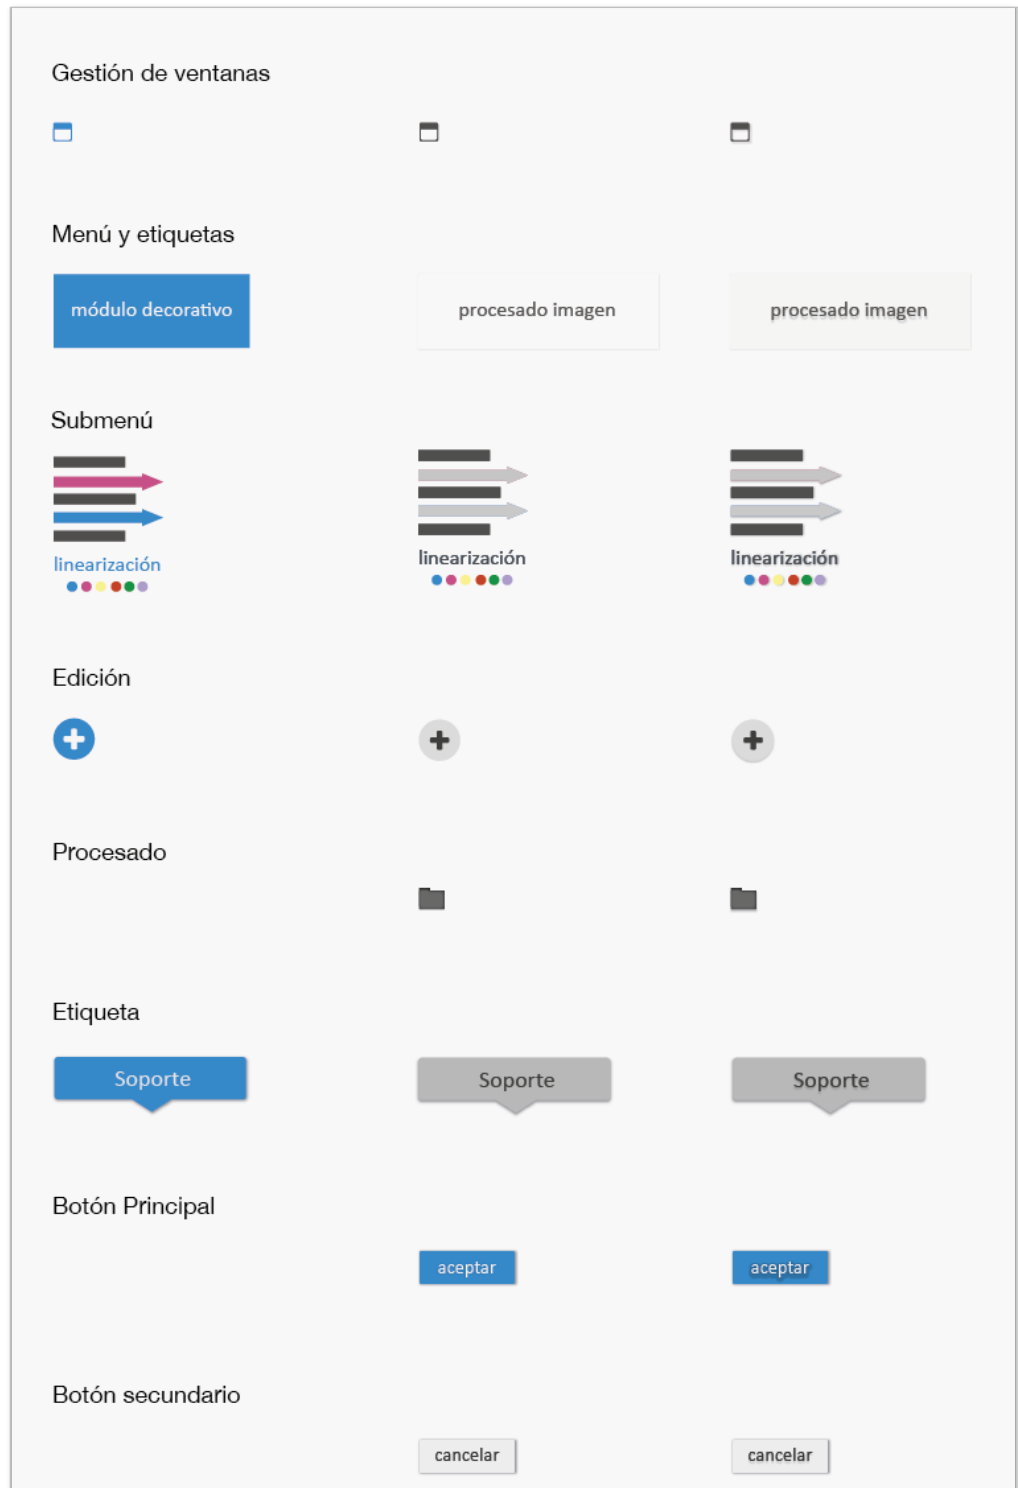 Gestión de ventanas
Menú y etiquetas
módulo decorativo
procesado imagen
procesado imagen
Submenú
linearización
linearización
linearización
Edición
Procesado
Etiqueta
Soporte
Soporte
Soporte
Botón Principal
aceptar
aceptar
Botón secundario
cancelar
cancelar